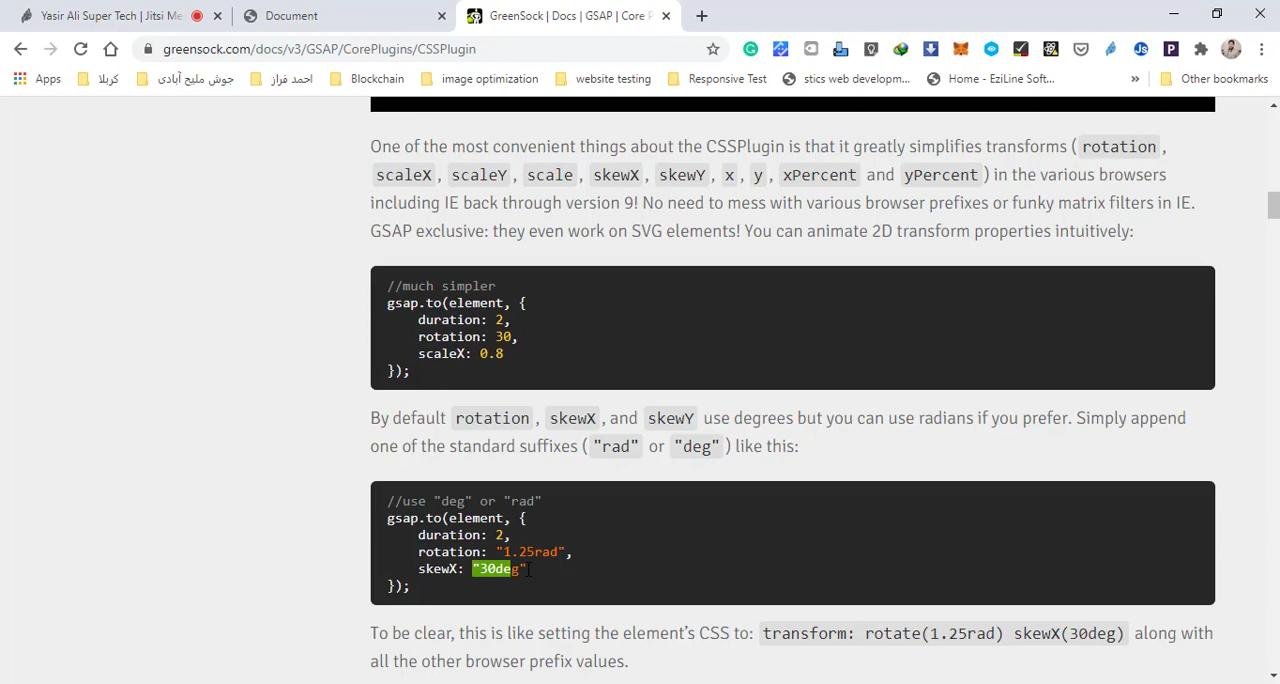 Yasir Ali Super Tech | Jitsi Me
Document
GreenSock | Docs | GSAP | Core P
greensock.com/docs/v3/GSAP/CorePlugins/CSSPlugin
Apps
كربلا
جوش مليح آبادى
احمد فراز
Blockchain
image optimization
website testing
Responsive Test
stics web develop...
Home - EziLine Soft...
»
Other bookmarks
One of the most convenient things about the CSSPlugin is that it greatly simplifies transforms ( rotation ,
scaleX , scaleY , scale , skewX , skewY , x , y , xPercent and yPercent ) in the various browsers
including IE back through version 9! No need to mess with various browser prefixes or funky matrix filters in IE.
GSAP exclusive: they even work on SVG elements! You can animate 2D transform properties intuitively:
//much simpler
gsap.to(element, {
duration: 2,
rotation: 30,
scaleX: 0.8
});
By default rotation , skewX , and skewY use degrees but you can use radians if you prefer. Simply append
one of the standard suffixes ( "rad" or "deg" ) like this:
//use "deg" or "rad"
gsap.to(element, {
duration: 2,
rotation: "1.25rad",
skewX: "30deg"
});
To be clear, this is like setting the element’s CSS to: transform: rotate(1.25rad) skewX(30deg) along with
all the other browser prefix values.